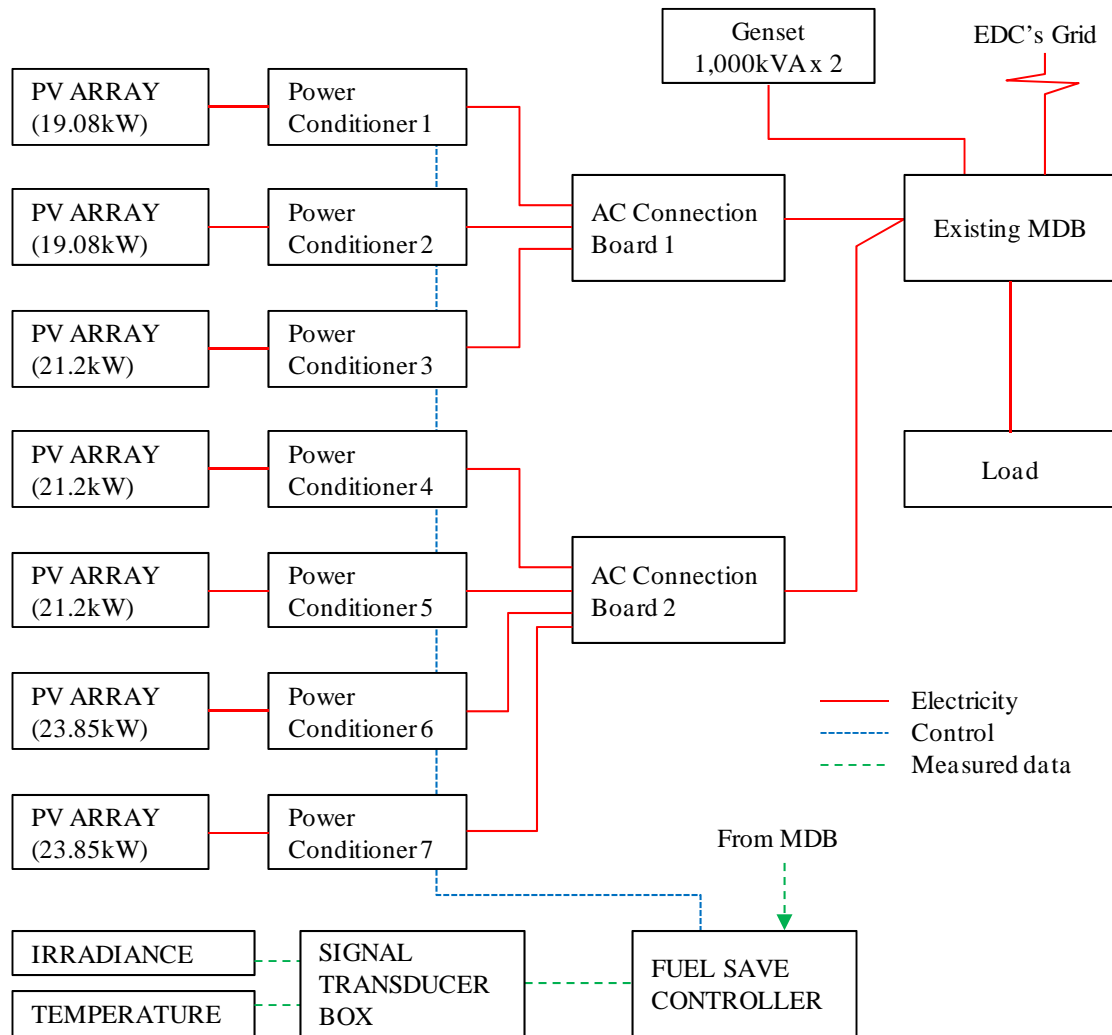 Genset
1,000kVA x 2
EDC's Grid
PV ARRAY
(19.08kW)
Power
Conditioner 1
PV ARRAY
(19.08kW)
Power
Conditioner 2
AC Connection
Board 1
Existing MDB
PV ARRAY
(21.2kW)
Power
Conditioner 3
PV ARRAY
(21.2kW)
Power
Conditioner 4
Load
PV ARRAY
(21.2kW)
Power
Conditioner 5
AC Connection
Board 2
PV ARRAY
(23.85kW)
Power
Conditioner 6
Electricity
Control
Measured data
PV ARRAY
(23.85kW)
Power
Conditioner 7
From MDB
IRRADIANCE
TEMPERATURE
SIGNAL
TRANSDUCER
BOX
FUEL SAVE
CONTROLLER